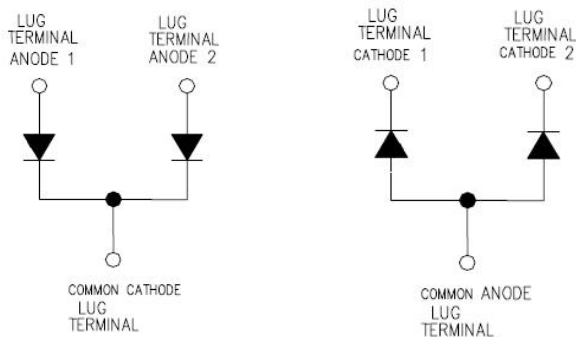 LUG
TERMINAL
ANODE 1
LUG
TERMINAL
ANODE 2
LUG
TERMINAL
CATHODE 1
LUG
TERMINAL
CATHODE 2
COMMON CATHODE
LUG
TERMINAL
COMMON ANODE
LUG
TERMINAL